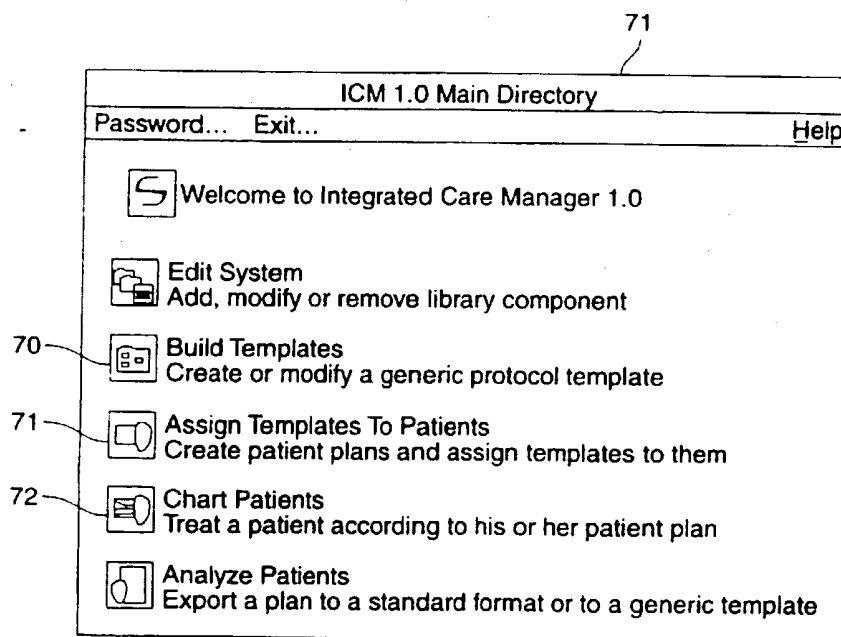 71
ICM 1.0 Main Directory
Password... Exit... Help
Welcome to Integrated Care Manager 1.0
Edit System
Add, modify or remove library component
70
Build Templates
Create or modify a generic protocol template
71
Assign Templates To Patients
Create patient plans and assign templates to them
72
Chart Patients
Treat a patient according to his or her patient plan
Analyze Patients
Export a plan to a standard format or to a generic template